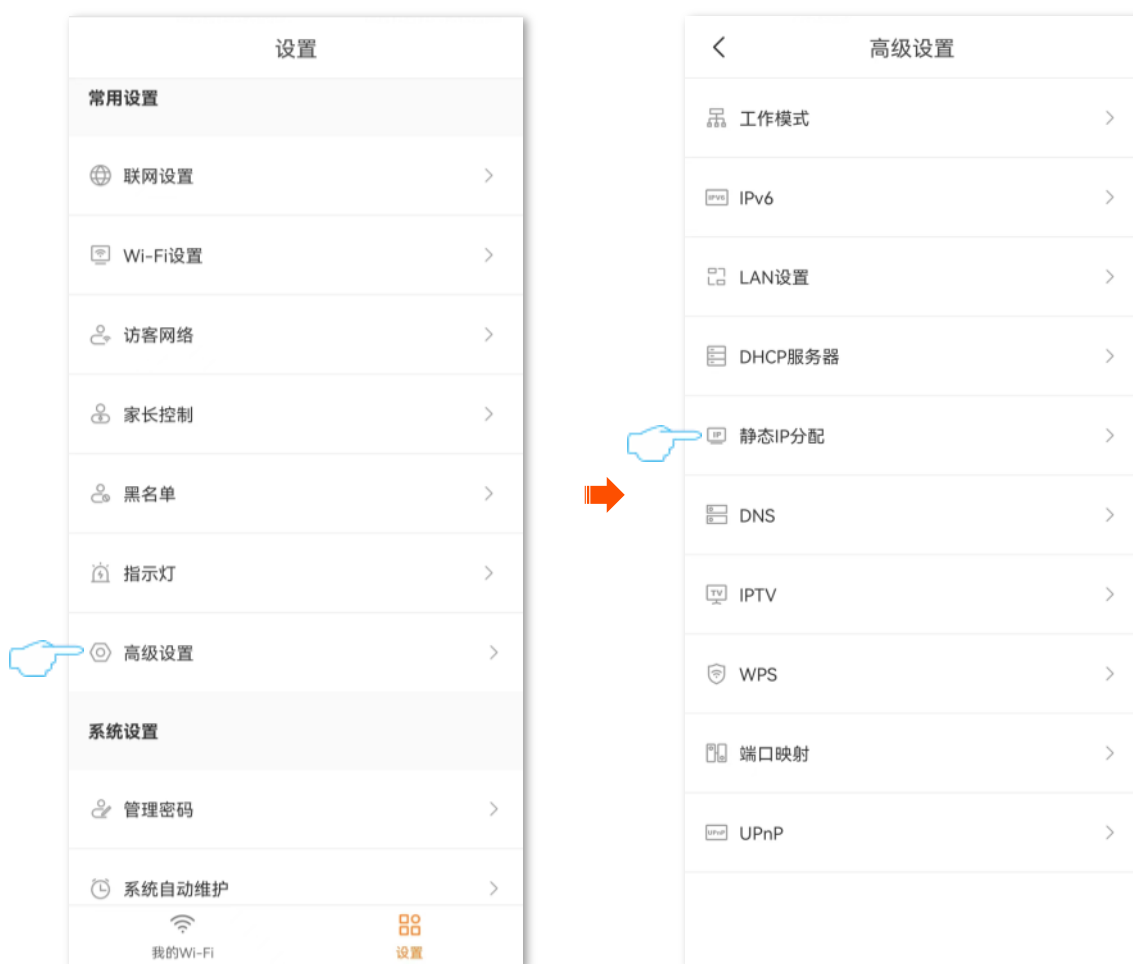 设置
常用设置
联网设置
Wi-Fi设置
访客网络
家长控制
黑名单
指示灯
高级设置
系统设置
管理密码
系统自动维护
我的Wi-Fi
设置
高级设置
工作模式
IPV6 IPv6
LAN设置
DHCP服务器
IP 静态IP分配
DNS
TV IPTV
WPS
端口映射
UPnP UPnP